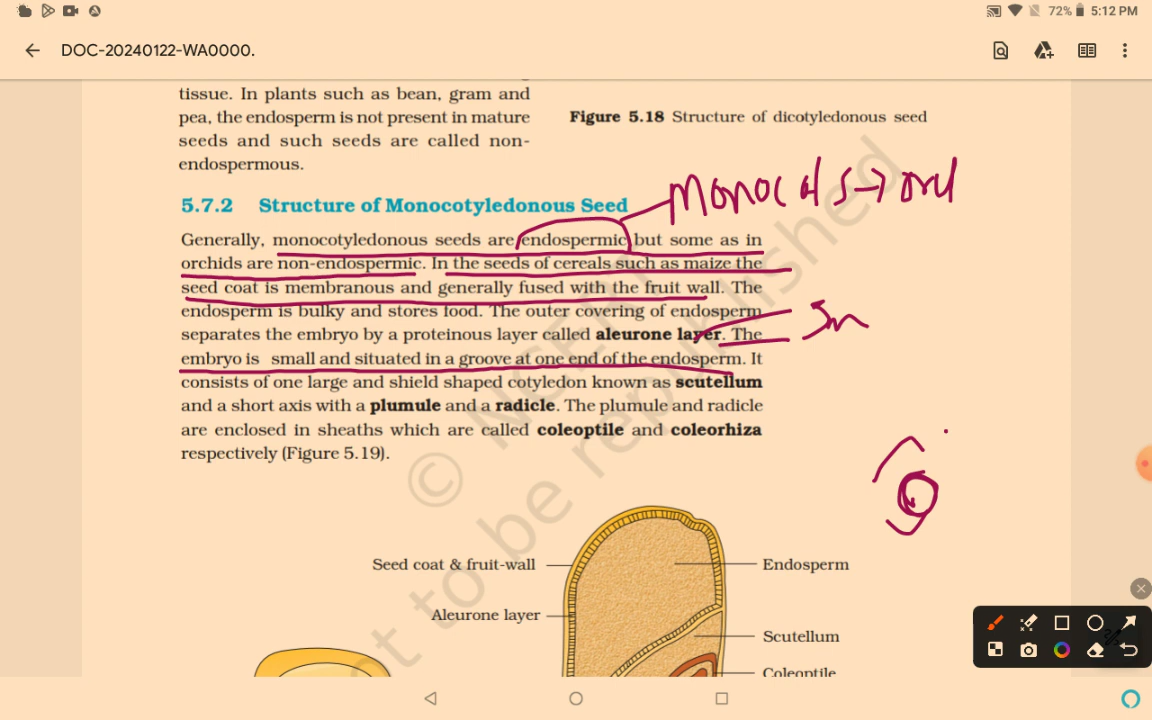 72% 5:12 PM
DOC-20240122-WA0000.
tissue. In plants such as bean, gram and
pea, the endosperm is not present in mature
seeds and such seeds are called non-
endospermous.
Figure 5.18 Structure of dicotyledonous seed
5.7.2 Structure of Monocotyledonous Seed
Generally, monocotyledonous seeds are endospermic but some as in
orchids are non-endospermic. In the seeds of cereals such as maize the
seed coat is membranous and generally fused with the fruit wall. The
endosperm is bulky and stores food. The outer covering of endosperm
separates the embryo by a proteinous layer called aleurone layer. The
embryo is small and situated in a groove at one end of the endosperm. It
consists of one large and shield shaped cotyledon known as scutellum
and a short axis with a plumule and a radicle. The plumule and radicle
are enclosed in sheaths which are called coleoptile and coleorhiza
respectively (Figure 5.19).
© NCERT
not to be republished
Seed coat & fruit-wall
Endosperm
Aleurone layer
Scutellum
Coleoptile